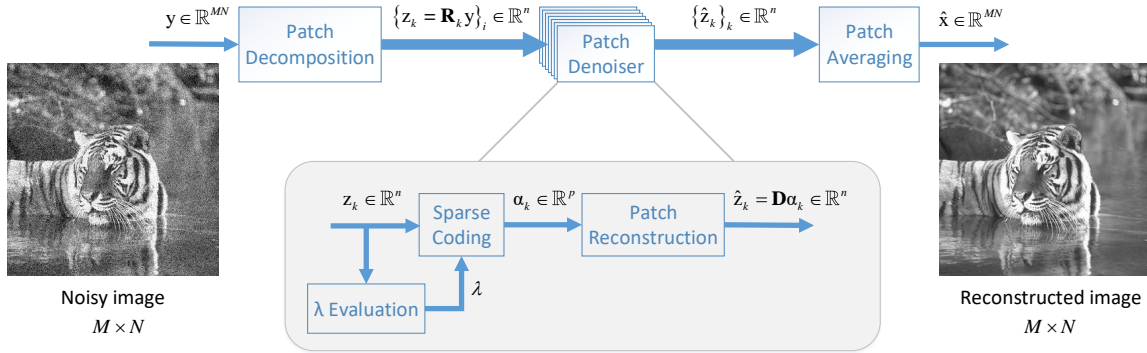 y ∈ ℝ^{MN}
Patch
Decomposition
{z_k = R_k y}_i ∈ ℝ^n
Patch
Denoiser
{ẑ_k}_k ∈ ℝ^n
Patch
Averaging
x̂ ∈ ℝ^{MN}
z_k ∈ ℝ^n
Sparse
Coding
α_k ∈ ℝ^p
Patch
Reconstruction
ẑ_k = Dα_k ∈ ℝ^n
λ Evaluation
λ
Noisy image
M × N
Reconstructed image
M × N